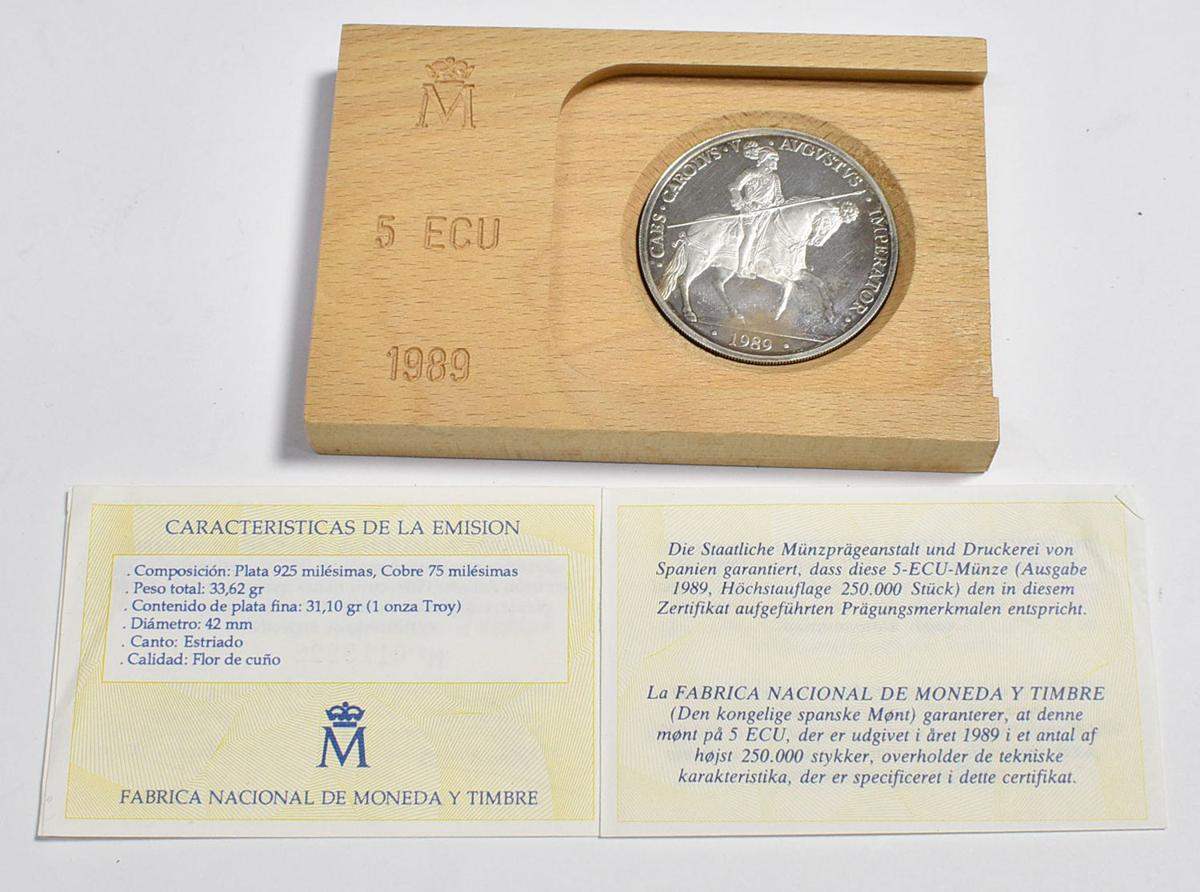 M
5 ECU
1989
· CAES · CAROLVS · V · AVGVSTVS · IMPERATOR ·
· 1989 ·
CARACTERISTICAS DE LA EMISION
. Composición: Plata 925 milésimas, Cobre 75 milésimas
. Peso total: 33,62 gr
. Contenido de plata fina: 31,10 gr (1 onza Troy)
. Diámetro: 42 mm
. Canto: Estriado
. Calidad: Flor de cuño
M
FABRICA NACIONAL DE MONEDA Y TIMBRE
Die Staatliche Münzprägeanstalt und Druckerei von
Spanien garantiert, dass diese 5-ECU-Münze (Ausgabe
1989, Höchstauflage 250.000 Stück) den in diesem
Zertifikat aufgeführten Prägungsmerkmalen entspricht.
La FABRICA NACIONAL DE MONEDA Y TIMBRE
(Den kongelige spanske Mønt) garanterer, at denne
mønt på 5 ECU, der er udgivet i året 1989 i et antal af
højst 250.000 stykker, overholder de tekniske
karakteristika, der er specificeret i dette certifikat.